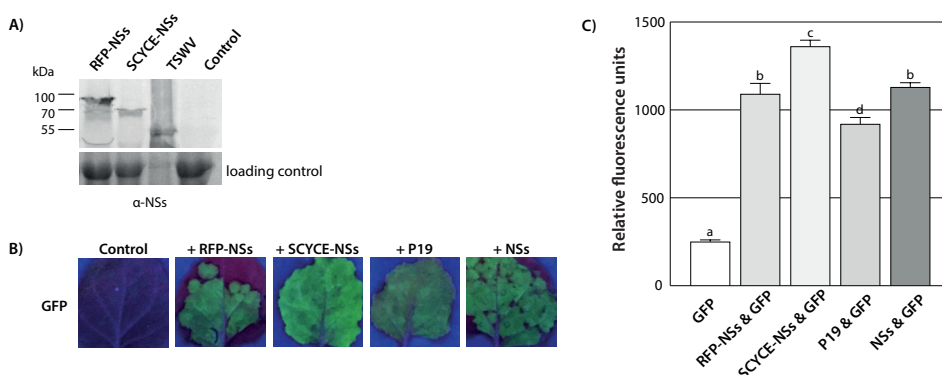 A)
RFP-NSs
SCYCE-NSs
TSWV
Control
kDa
100
70
55
loading control
α-NSs
B)
Control
+ RFP-NSs
+ SCYCE-NSs
+ P19
+ NSs
GFP
C)
Relative fluorescence units
1500
1000
500
0
a
b
c
d
b
GFP
RFP-NSs & GFP
SCYCE-NSs & GFP
P19 & GFP
NSs & GFP